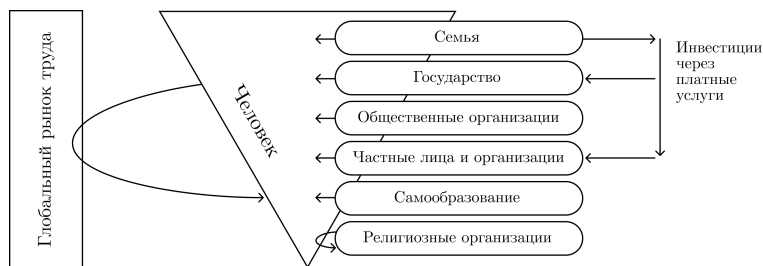 Глобальный рынок труда
Человек
Семья
Государство
Общественные организации
Частные лица и организации
Самообразование
Религиозные организации
Инвестиции
через
платные
услуги